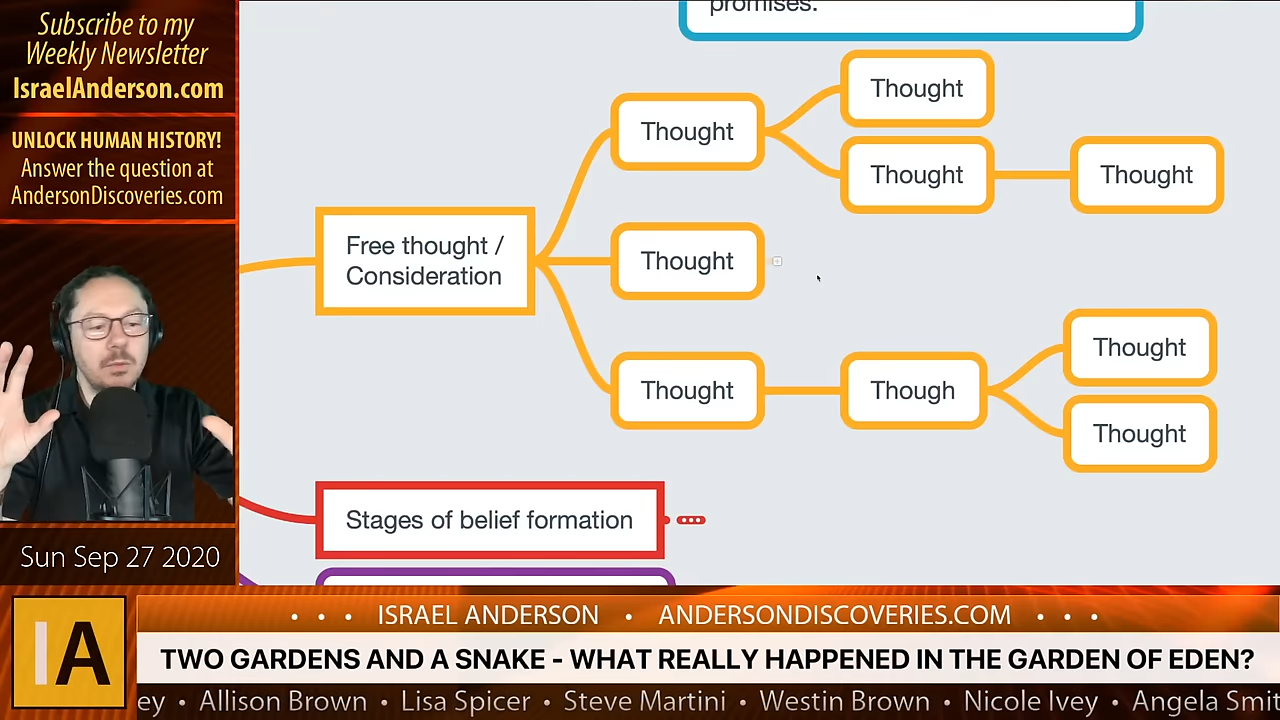 Subscribe to my
Weekly Newsletter
IsraelAnderson.com
UNLOCK HUMAN HISTORY!
Answer the question at
AndersonDiscoveries.com
promises.
Thought
Thought
Thought
Thought
Free thought /
Consideration
Thought
Thought
Thought
Though
Thought
Stages of belief formation
Sun Sep 27 2020
IA
• • • ISRAEL ANDERSON • ANDERSONDISCOVERIES.COM • • •
TWO GARDENS AND A SNAKE - WHAT REALLY HAPPENED IN THE GARDEN OF EDEN?
ey • Allison Brown • Lisa Spicer • Steve Martini • Westin Brown • Nicole Ivey • Angela Smit